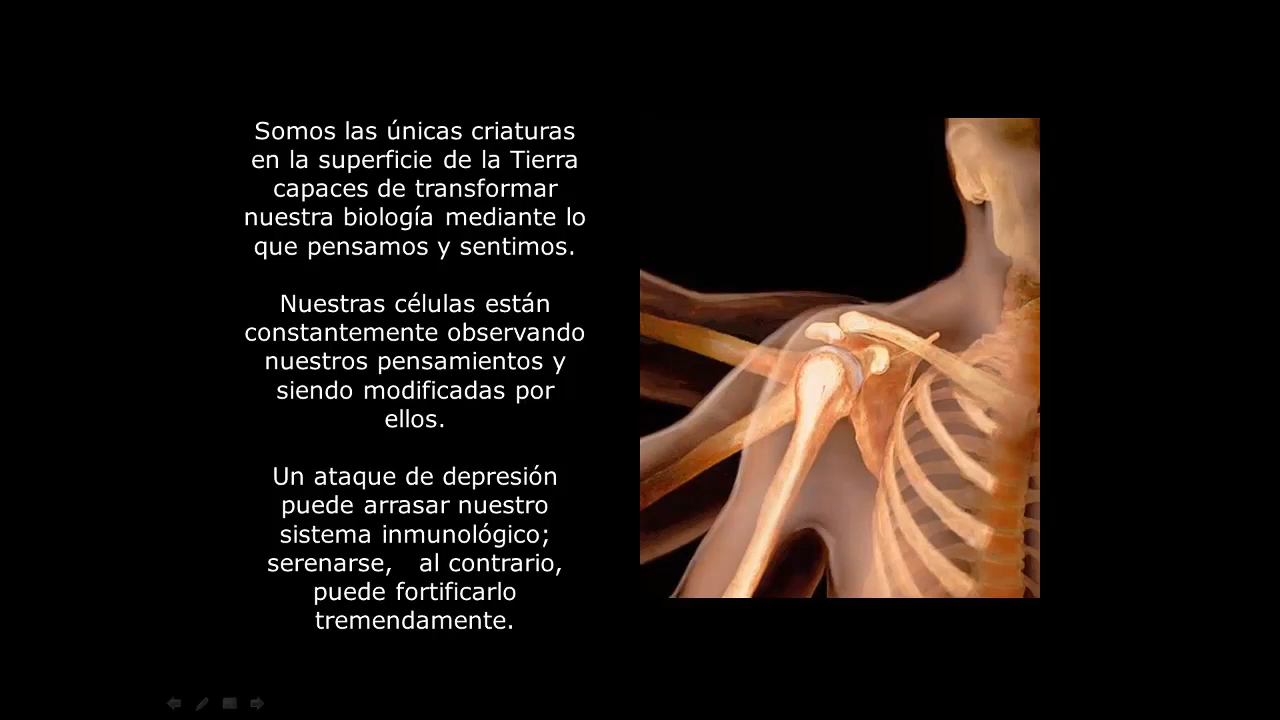 Somos las únicas criaturas
en la superficie de la Tierra
capaces de transformar
nuestra biología mediante lo
que pensamos y sentimos.
Nuestras células están
constantemente observando
nuestros pensamientos y
siendo modificadas por
ellos.
Un ataque de depresión
puede arrasar nuestro
sistema inmunológico;
serenarse,   al contrario,
puede fortificarlo
tremendamente.